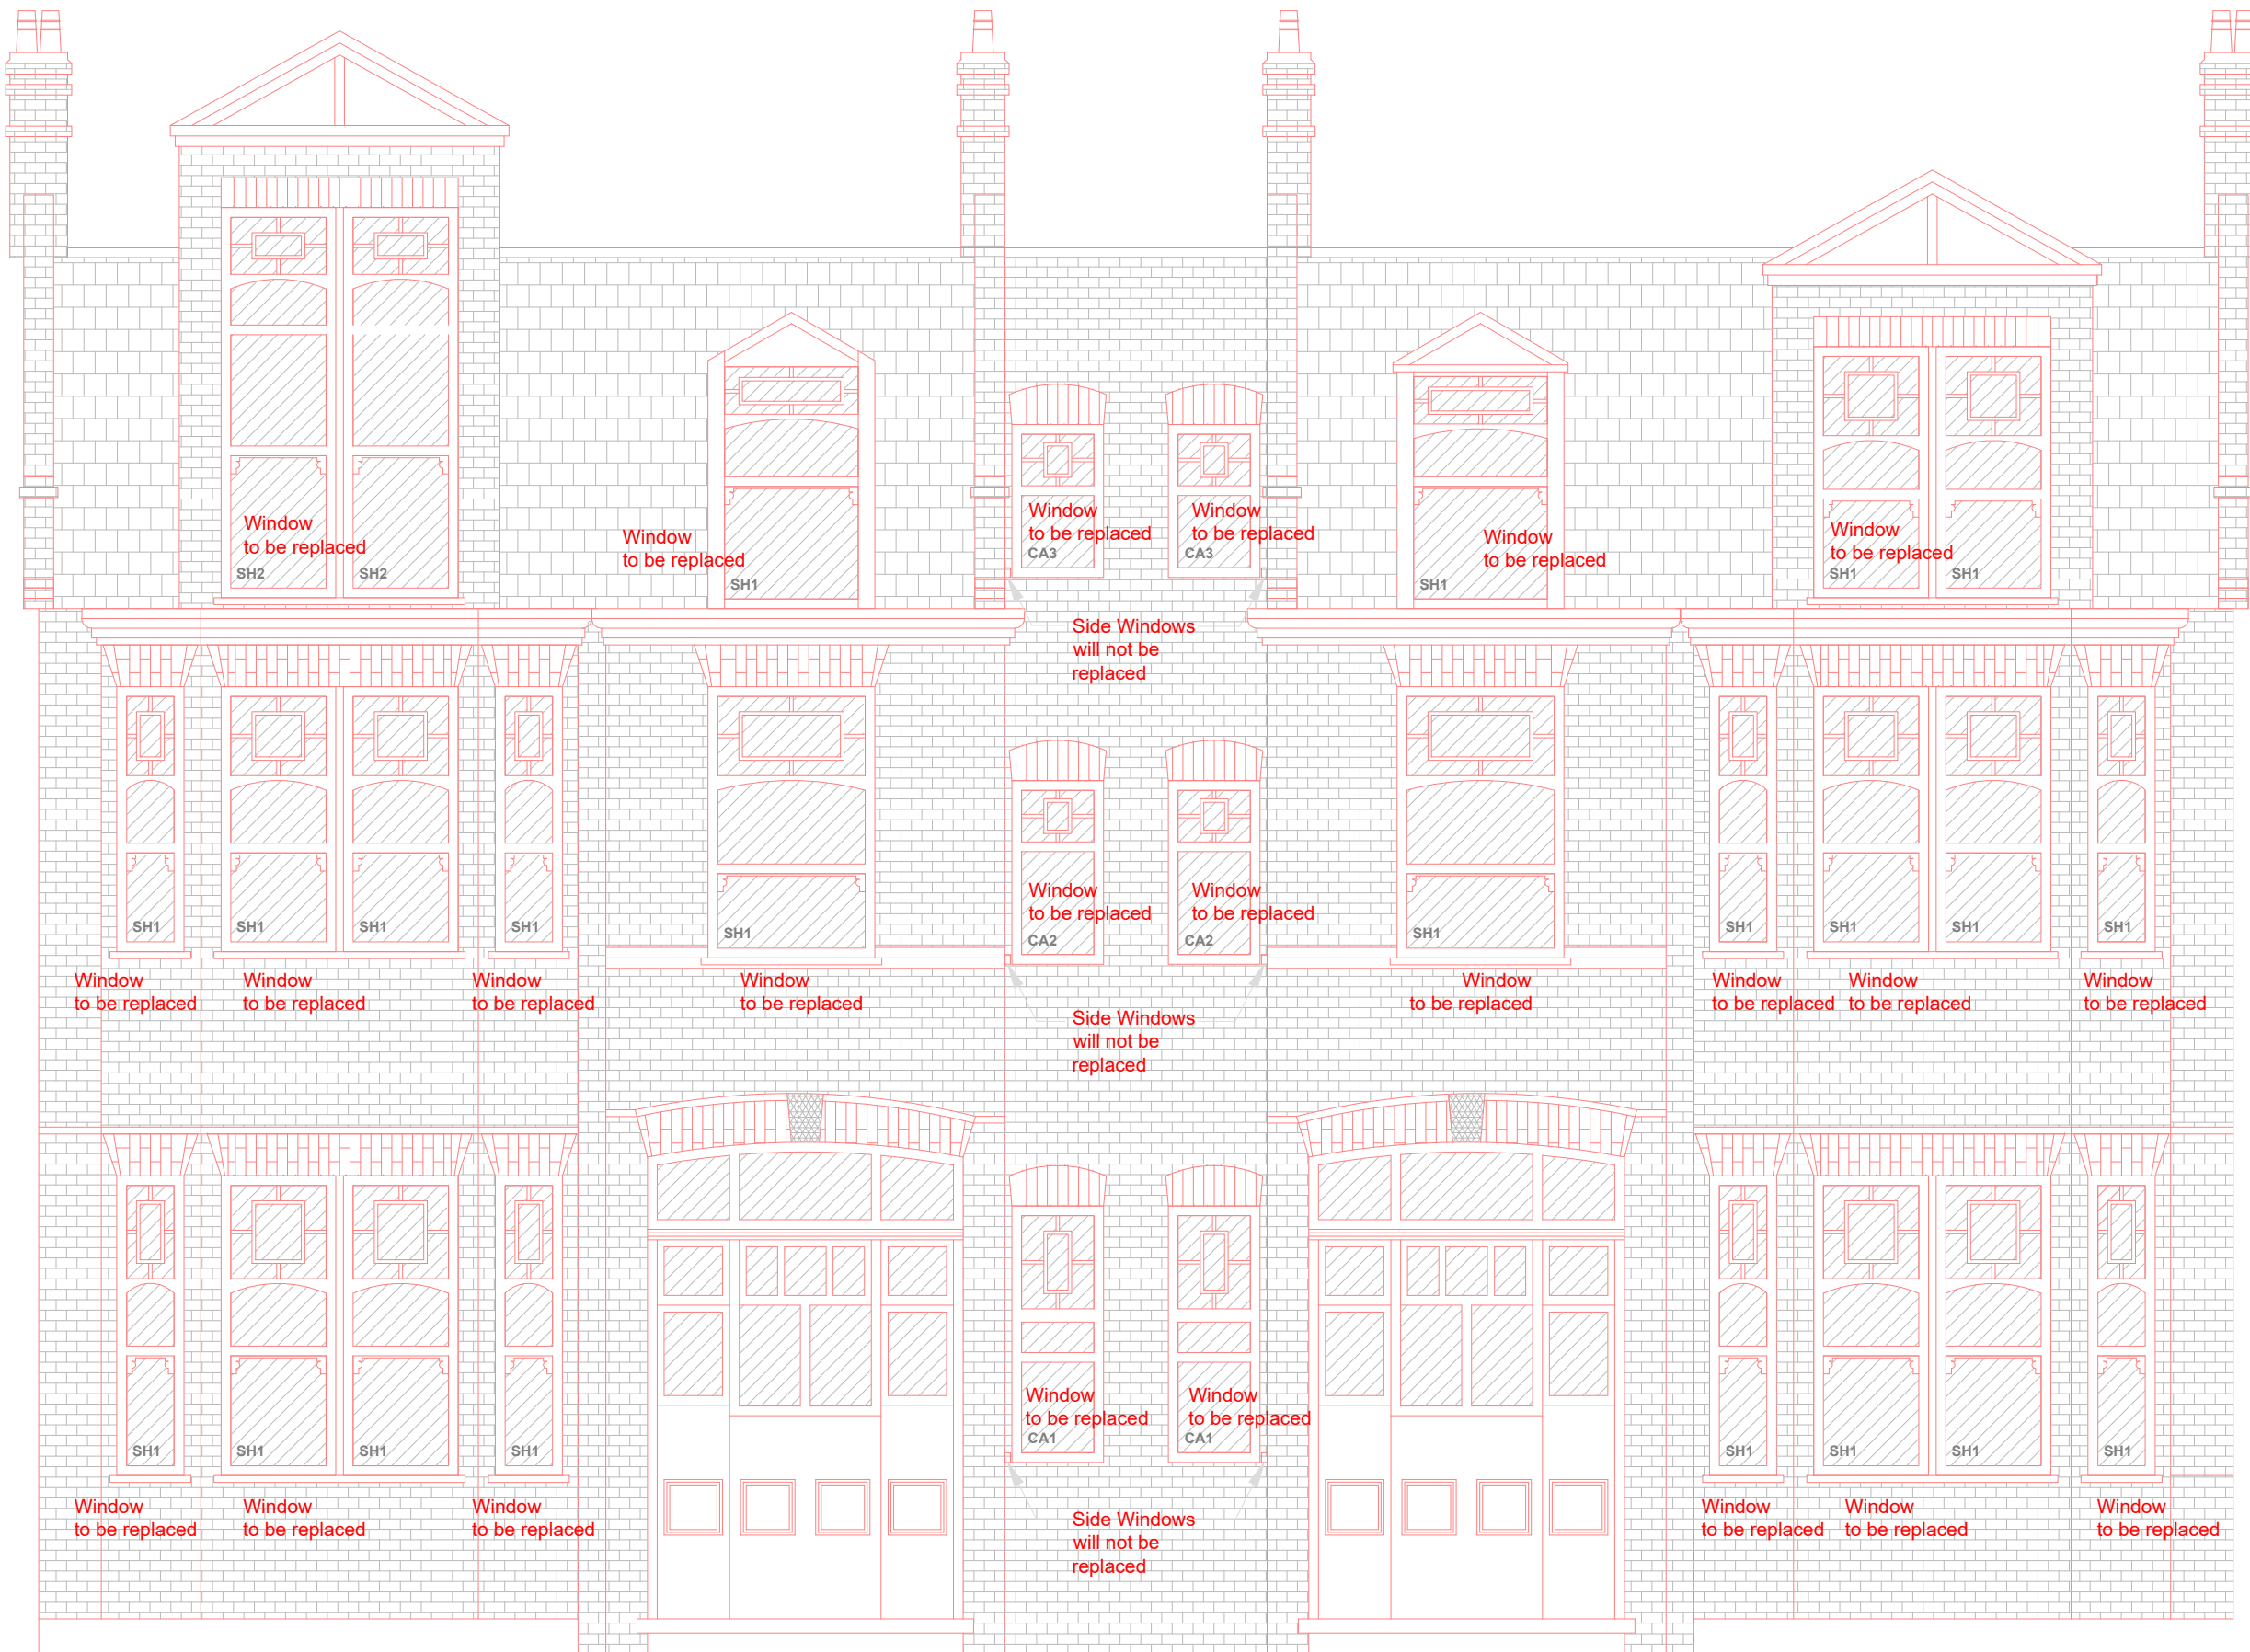 Window
to be replaced
SH2
SH2
Window
to be replaced
SH1
Window
to be replaced
CA3
Window
to be replaced
CA3
Window
to be replaced
SH1
Window
to be replaced
SH1
SH1
Side Windows
will not be
replaced
SH1
SH1
SH1
SH1
SH1
Window
to be replaced
CA2
Window
to be replaced
CA2
SH1
SH1
SH1
SH1
SH1
Window
to be replaced
Window
to be replaced
Window
to be replaced
Window
to be replaced
Window
to be replaced
Window
to be replaced
Window
to be replaced
Window
to be replaced
Side Windows
will not be
replaced
SH1
SH1
SH1
SH1
Window
to be replaced
CA1
Window
to be replaced
CA1
SH1
SH1
SH1
SH1
Window
to be replaced
Window
to be replaced
Window
to be replaced
Side Windows
will not be
replaced
Window
to be replaced
Window
to be replaced
Window
to be replaced